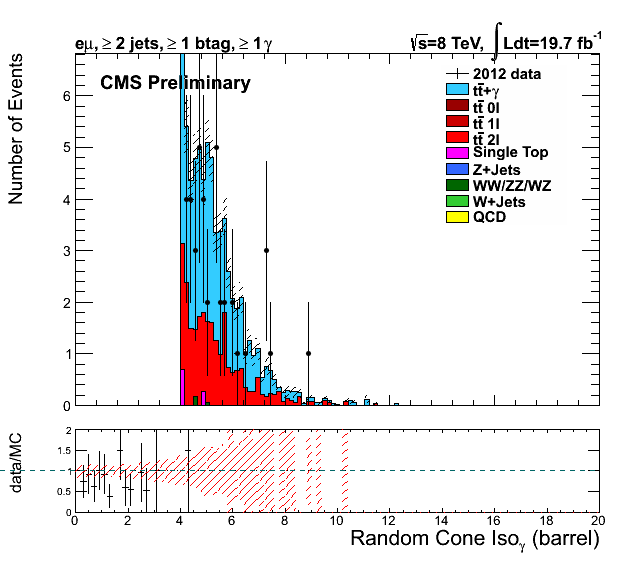 eμ, ≥ 2 jets, ≥ 1 btag, ≥ 1 γ
√s=8 TeV, ∫ Ldt=19.7 fb⁻¹
CMS Preliminary
2012 data
tt̄+γ
tt̄ 0l
tt̄ 1l
tt̄ 2l
Single Top
Z+Jets
WW/ZZ/WZ
W+Jets
QCD
Number of Events
6
5
4
3
2
1
0
data/MC
2
1.5
1
0.5
0
0 2 4 6 8 10 12 14 16 18 20
Random Cone Isoγ (barrel)